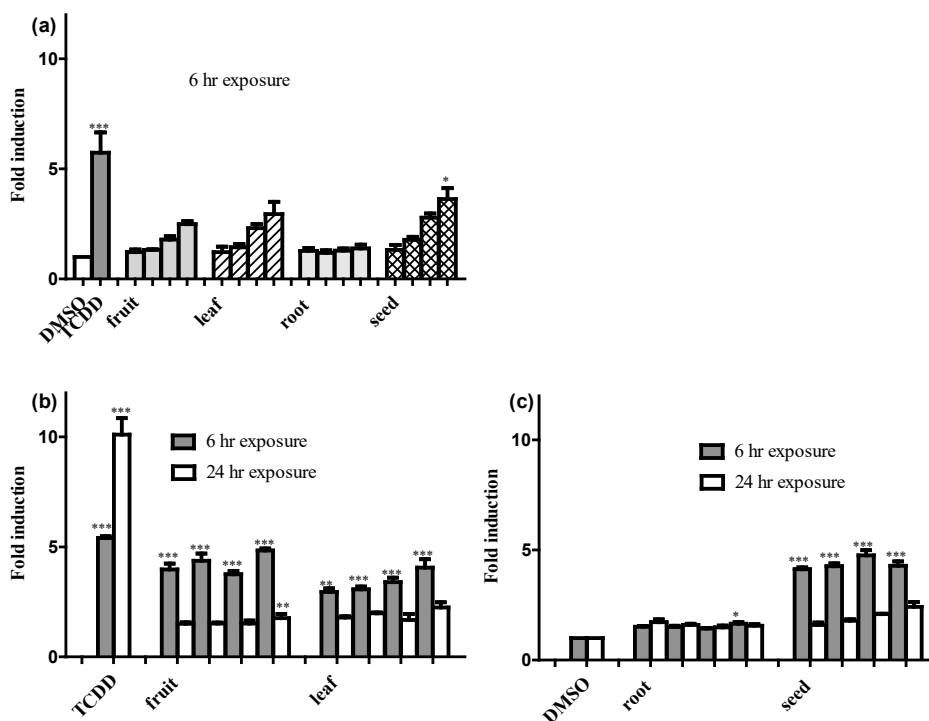 (a)
10
6 hr exposure
Fold induction
***
5
*
0
DMSO
TCDD
fruit
leaf
root
seed
(b)
***
10
6 hr exposure
24 hr exposure
Fold induction
***
5
*** *** *** ***
**
** *** *** ***
0
TCDD
fruit
leaf
(c)
10
6 hr exposure
24 hr exposure
Fold induction
5
*
*** *** *** ***
0
DMSO
root
seed